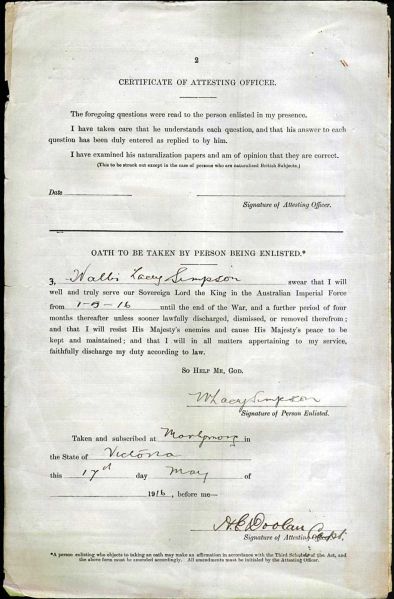 2
CERTIFICATE OF ATTESTING OFFICER.
The foregoing questions were read to the person enlisted in my presence.
I have taken care that he understands each question, and that his answer to each
question has been duly entered as replied to by him.
I have examined his naturalization papers and am of opinion that they are correct.
(This to be struck out except in the case of persons who are naturalized British Subjects.)
Date
Signature of Attesting Officer.
OATH TO BE TAKEN BY PERSON BEING ENLISTED.*
Lacey Simpson swear that I will
well and truly serve our Sovereign Lord the King in the Australian Imperial Force
from 1-5-16 until the end of the War, and a further period of four
months thereafter unless sooner lawfully discharged, dismissed, or removed therefrom;
and that I will resist His Majesty's enemies and cause His Majesty's peace to be
kept and maintained; and that I will in all matters appertaining to my service,
faithfully discharge my duty according to law.
SO HELP ME, GOD.
W Lacey Simpson
Signature of Person Enlisted.
Taken and subscribed at in
the State of Victoria
this day May of
1916, before me—
Doolan Capt.
Signature of Attesting Officer.
*A person enlisting who objects to taking an oath may make an affirmation in accordance with the Third Schedule of the Act, and
the above form must be amended accordingly. All amendments must be initialed by the Attesting Officer.